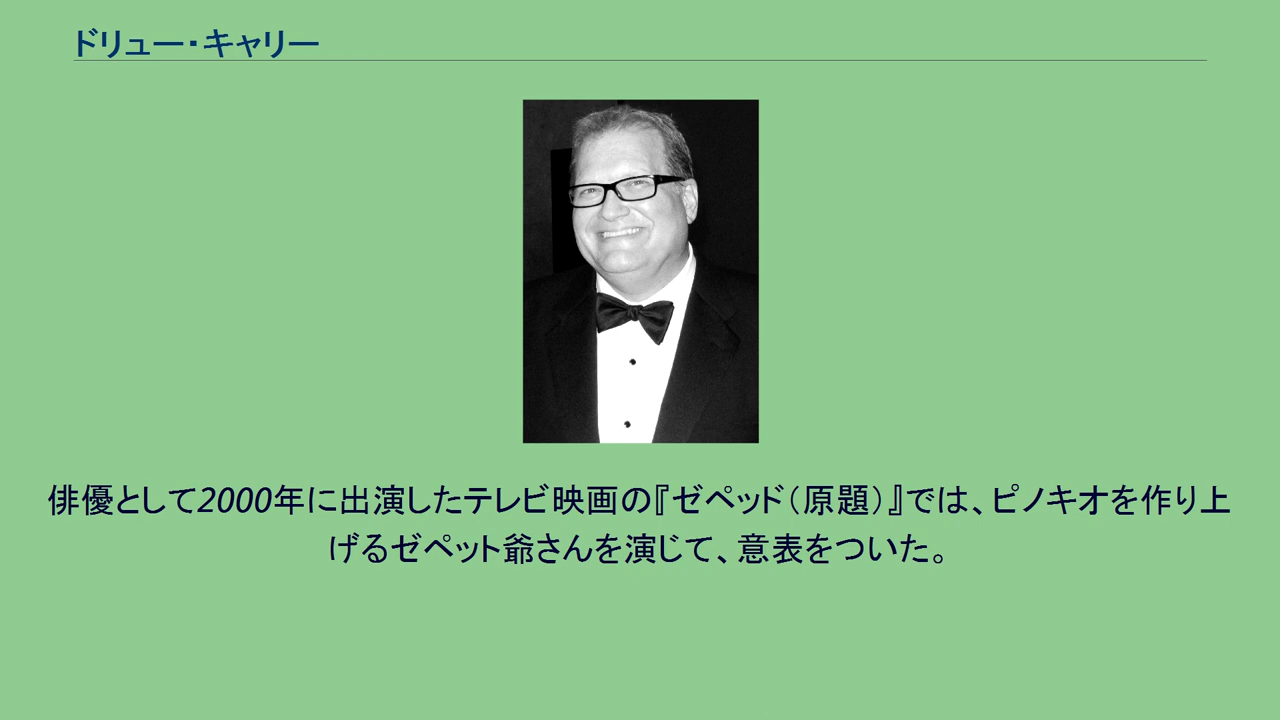 ドリュー・キャリー
俳優として2000年に出演したテレビ映画の『ゼペッド（原題）』では、ピノキオを作り上
げるゼペット爺さんを演じて、意表をついた。